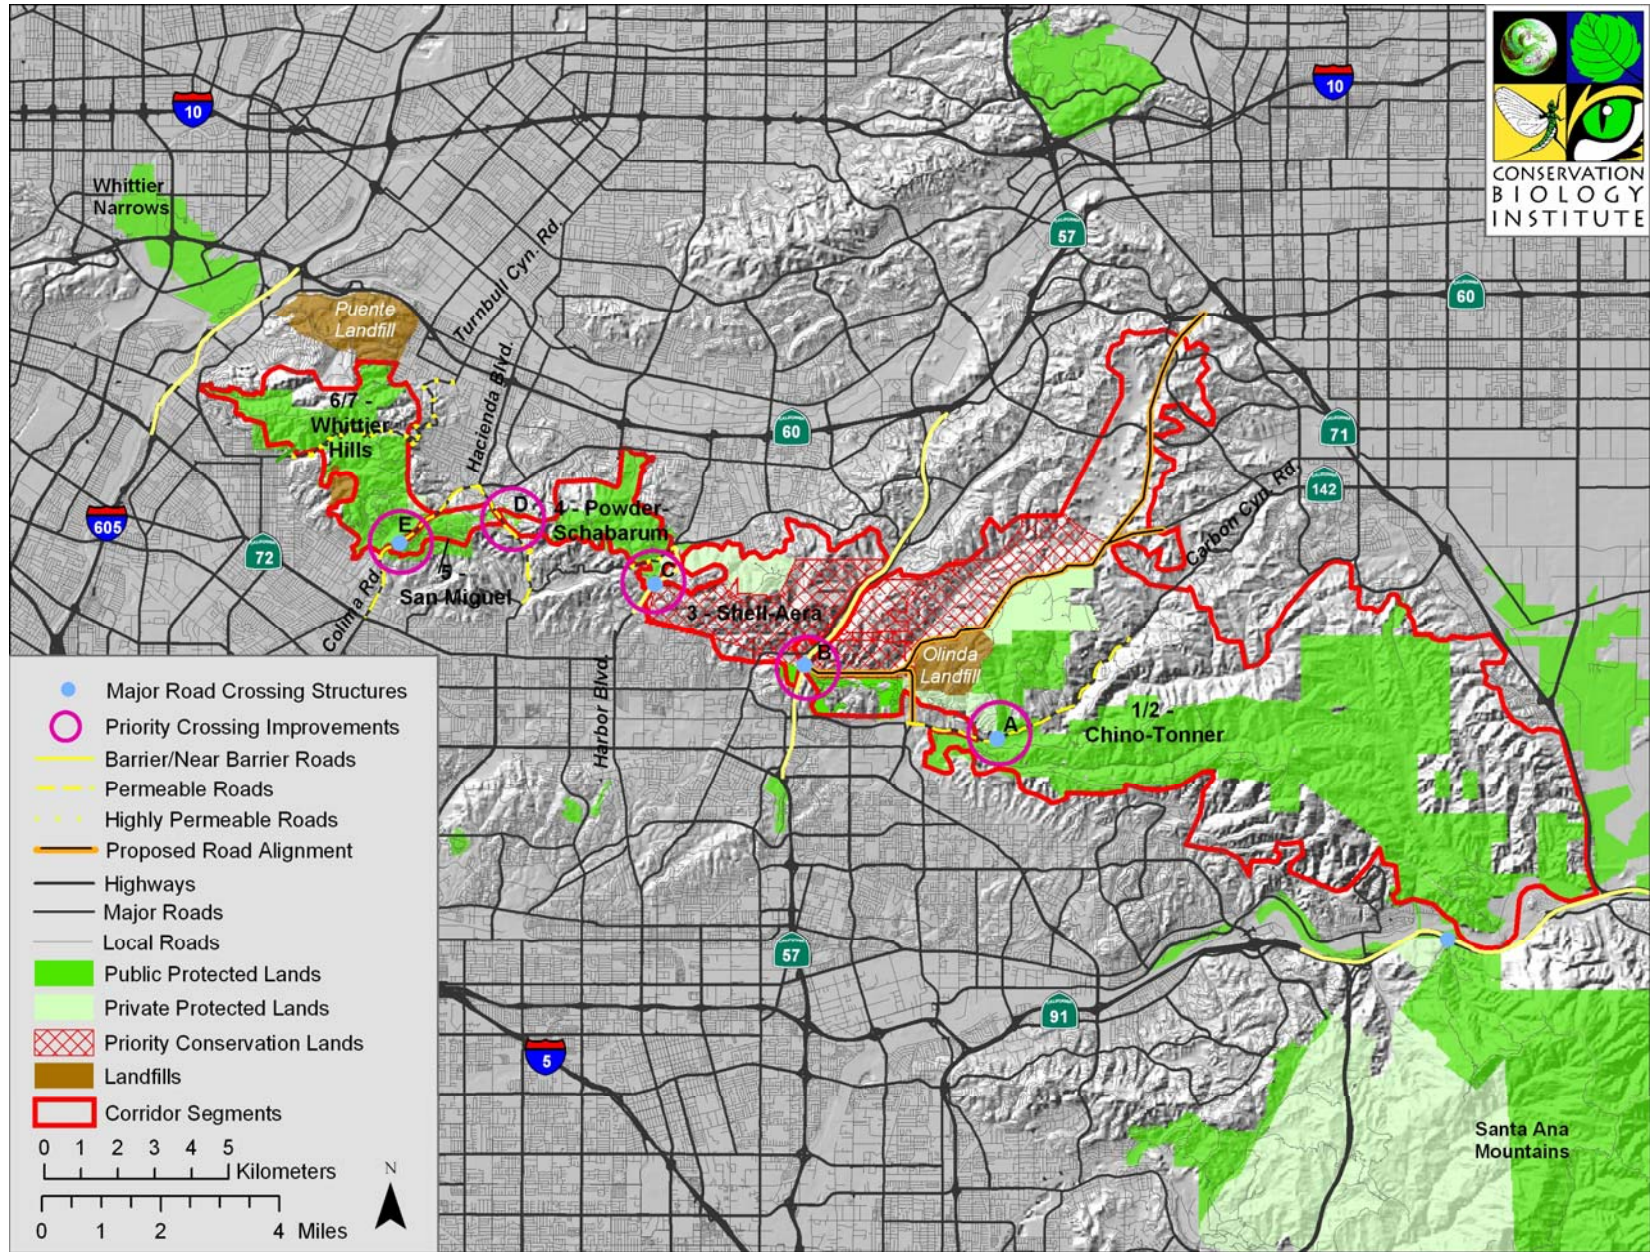 10
10
CONSERVATION
BIOLOGY
INSTITUTE
Whittier
Narrows
57
60
Puente
Landfill
Turnbull Cyn. Rd.
Hacienda Blvd.
6/7 -
Whittier
Hills
60
71
142
Carbon Cyn. Rd.
605
72
E
D
4 - Powder-
Schabarum
C
5 -
San Miguel
Colima Rd.
3 - Shell-Aera
B
Olinda
Landfill
A
1/2 -
Chino-Tonner
Harbor Blvd.
57
91
5
Santa Ana
Mountains
Major Road Crossing Structures
Priority Crossing Improvements
Barrier/Near Barrier Roads
Permeable Roads
Highly Permeable Roads
Proposed Road Alignment
Highways
Major Roads
Local Roads
Public Protected Lands
Private Protected Lands
Priority Conservation Lands
Landfills
Corridor Segments
0 1 2 3 4 5
Kilometers
N
0 1 2 4 Miles